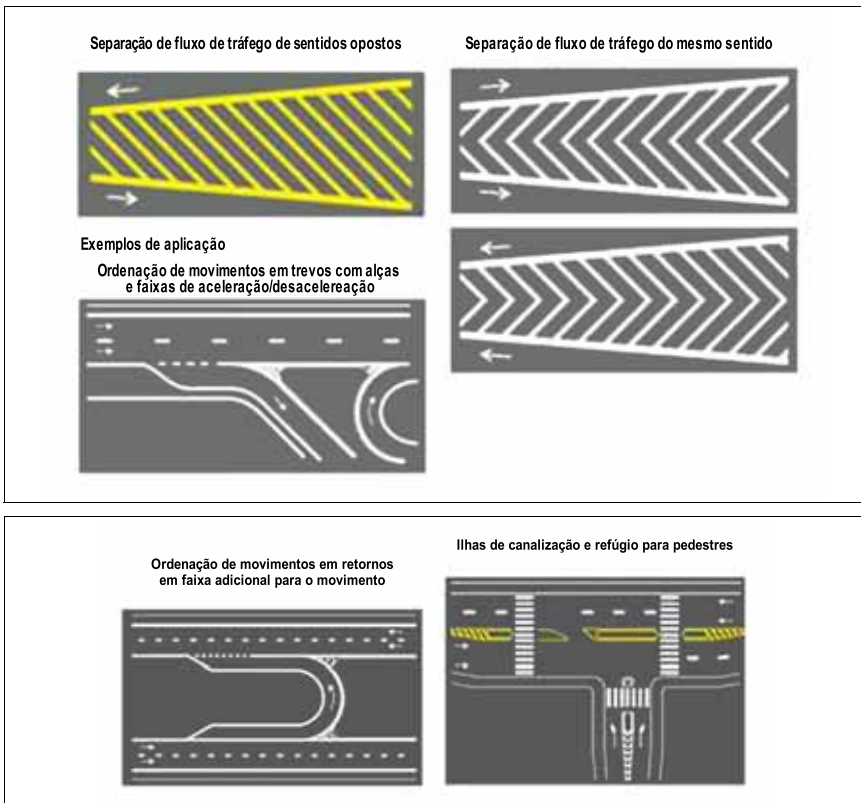 Separação de fluxo de tráfego de sentidos opostos
Separação de fluxo de tráfego do mesmo sentido
Exemplos de aplicação
Ordenação de movimentos em trevos com alças
e faixas de aceleração/desacelereação
Ordenação de movimentos em retornos
em faixa adicional para o movimento
Ilhas de canalização e refúgio para pedestres